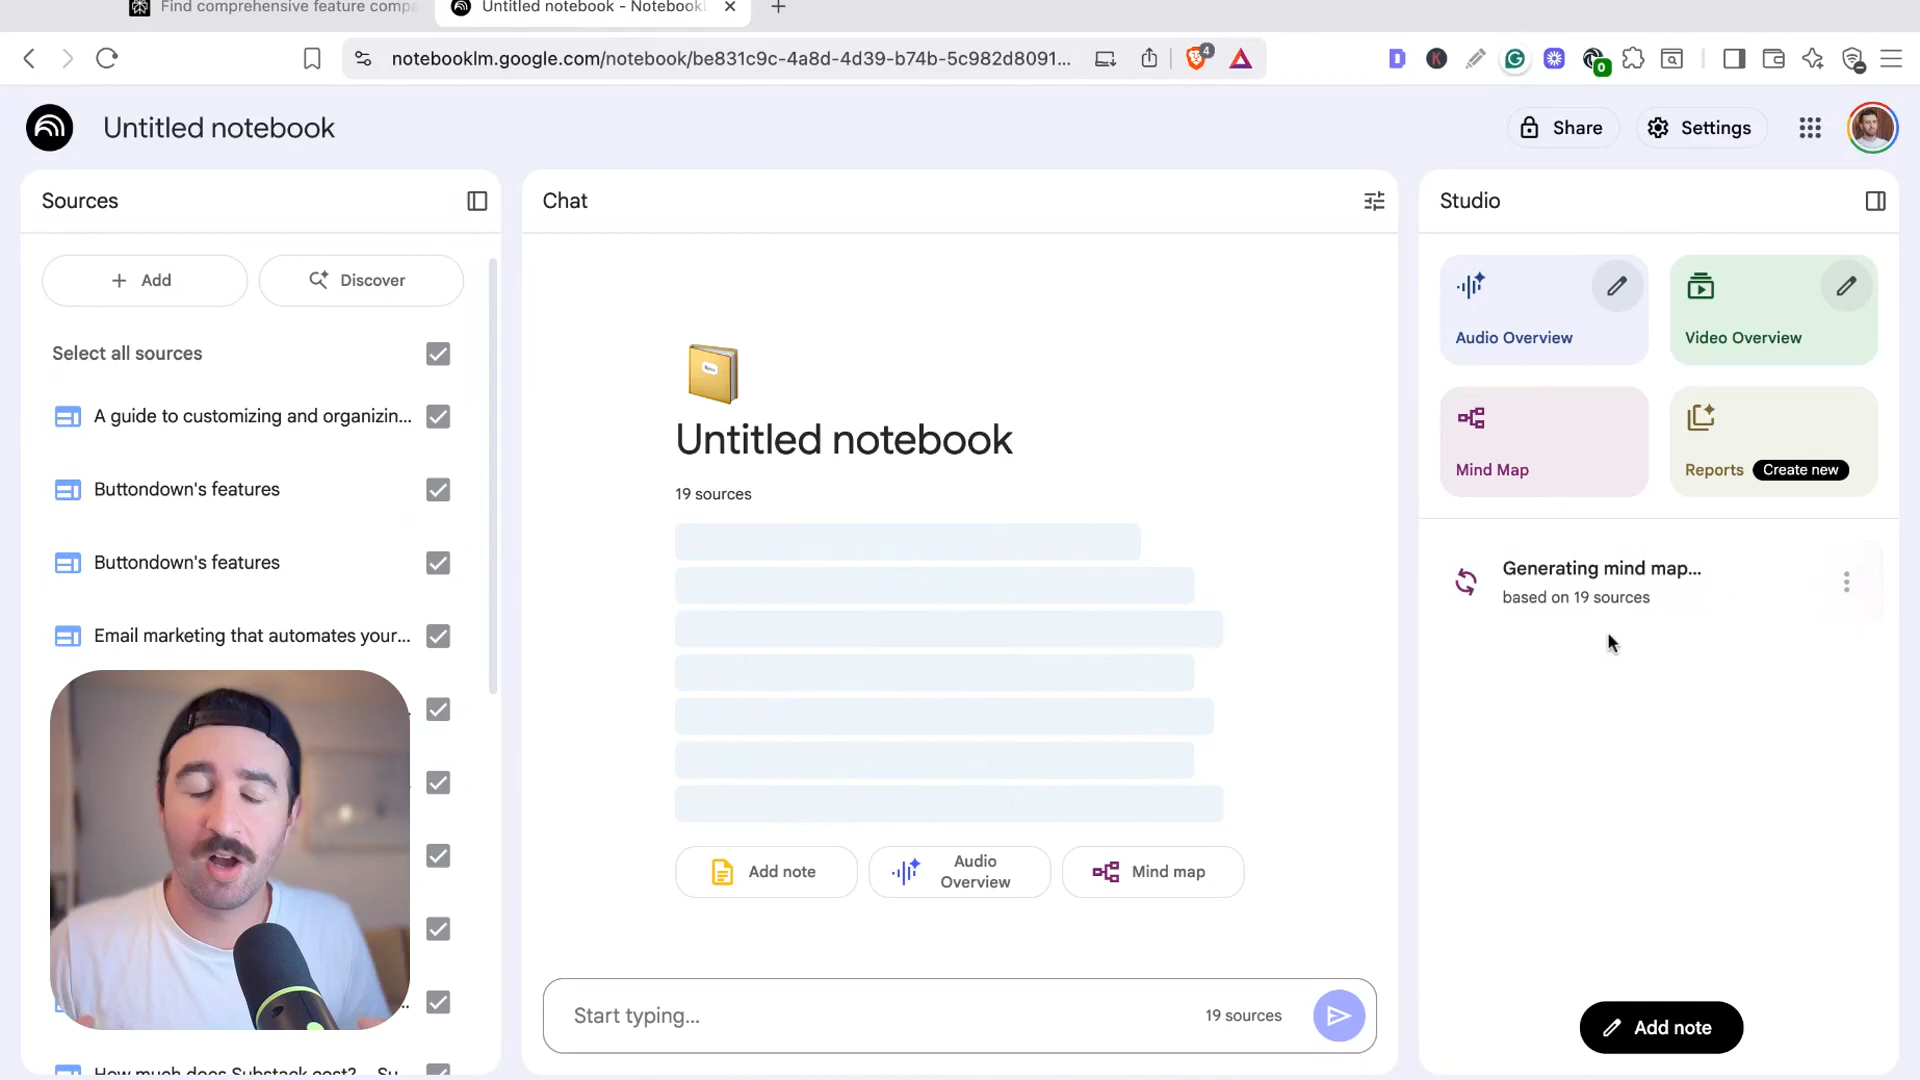 Find comprehensive feature compa
Untitled notebook - Notebook
notebooklm.google.com/notebook/be831c9c-4a8d-4d39-b74b-5c982d8091...
4
K
0
Untitled notebook
Share
Settings
Sources
Add
Discover
Select all sources
A guide to customizing and organizin...
Buttondown's features
Buttondown's features
Email marketing that automates your...
How much does Substack cost? – Su...
Chat
Untitled notebook
19 sources
Add note
Audio
Overview
Mind map
Start typing...
19 sources
Studio
Audio Overview
Video Overview
Mind Map
Reports
Create new
Generating mind map...
based on 19 sources
Add note